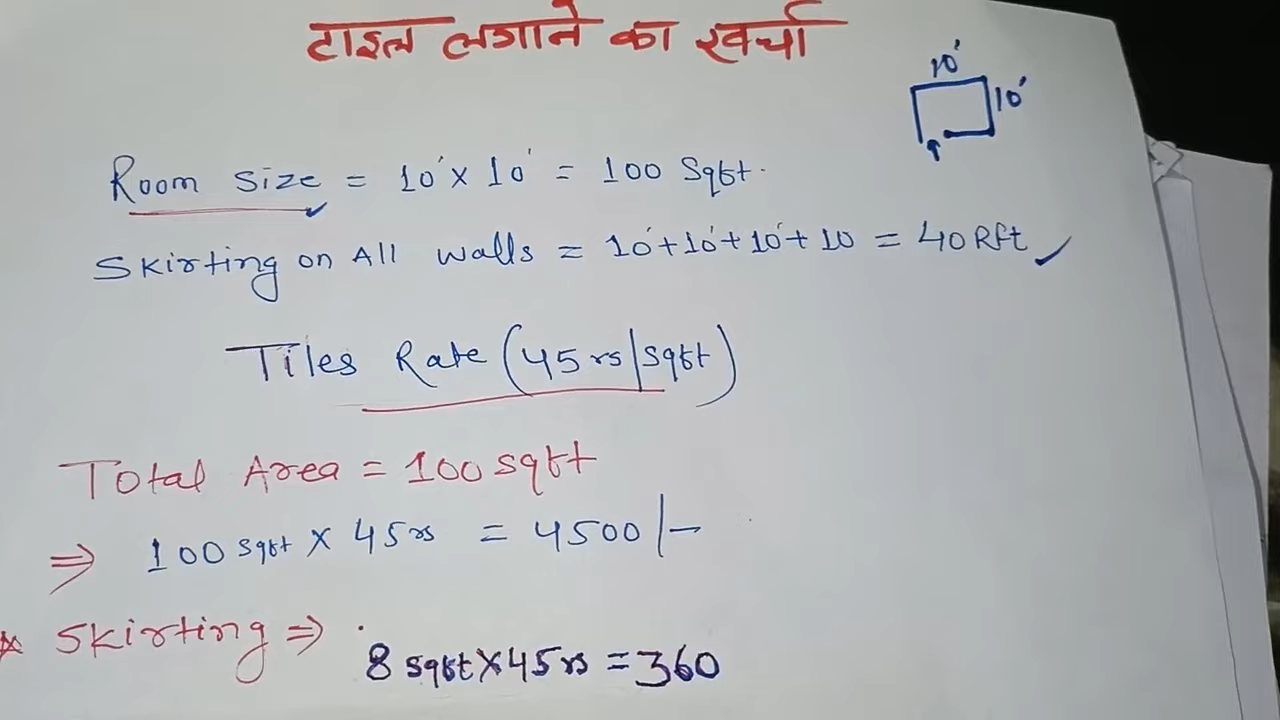 टाइल लगाने का खर्चा
10'
10'
Room Size = 10' x 10' = 100 Sqft.
Skirting on All walls = 10'+10'+10'+10 = 40 Rft
Tiles Rate (45 rs/sqft)
Total Area = 100 sqft
⇒ 100 sqft x 45 rs = 4500/-
* Skirting ⇒
8 sqft x 45 rs = 360